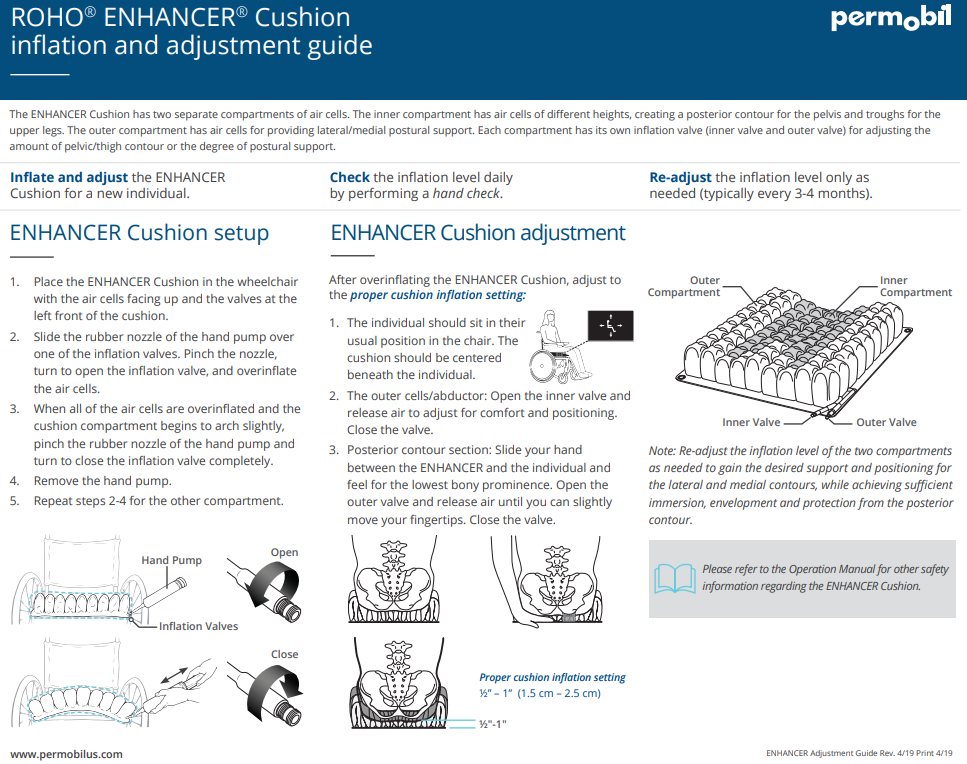 ROHO® ENHANCER® Cushion
inflation and adjustment guide
permobil
The ENHANCER Cushion has two separate compartments of air cells. The inner compartment has air cells of different heights, creating a posterior contour for the pelvis and troughs for the
upper legs. The outer compartment has air cells for providing lateral/medial postural support. Each compartment has its own inflation valve (inner valve and outer valve) for adjusting the
amount of pelvic/thigh contour or the degree of postural support.
Inflate and adjust the ENHANCER
Cushion for a new individual.
Check the inflation level daily
by performing a hand check.
Re-adjust the inflation level only as
needed (typically every 3-4 months).
ENHANCER Cushion setup
1. Place the ENHANCER Cushion in the wheelchair
with the air cells facing up and the valves at the
left front of the cushion.
2. Slide the rubber nozzle of the hand pump over
one of the inflation valves. Pinch the nozzle,
turn to open the inflation valve, and overinflate
the air cells.
3. When all of the air cells are overinflated and the
cushion compartment begins to arch slightly,
pinch the rubber nozzle of the hand pump and
turn to close the inflation valve completely.
4. Remove the hand pump.
5. Repeat steps 2-4 for the other compartment.
Hand Pump
Open
Inflation Valves
Close
ENHANCER Cushion adjustment
After overinflating the ENHANCER Cushion, adjust to
the proper cushion inflation setting:
1. The individual should sit in their
usual position in the chair. The
cushion should be centered
beneath the individual.
2. The outer cells/abductor: Open the inner valve and
release air to adjust for comfort and positioning.
Close the valve.
3. Posterior contour section: Slide your hand
between the ENHANCER and the individual and
feel for the lowest bony prominence. Open the
outer valve and release air until you can slightly
move your fingertips. Close the valve.
Proper cushion inflation setting
½” – 1” (1.5 cm – 2.5 cm)
½"-1"
Outer
Compartment
Inner
Compartment
Inner Valve
Outer Valve
Note: Re-adjust the inflation level of the two compartments
as needed to gain the desired support and positioning for
the lateral and medial contours, while achieving sufficient
immersion, envelopment and protection from the posterior
contour.
Please refer to the Operation Manual for other safety
information regarding the ENHANCER Cushion.
www.permobilus.com
ENHANCER Adjustment Guide Rev. 4/19 Print 4/19